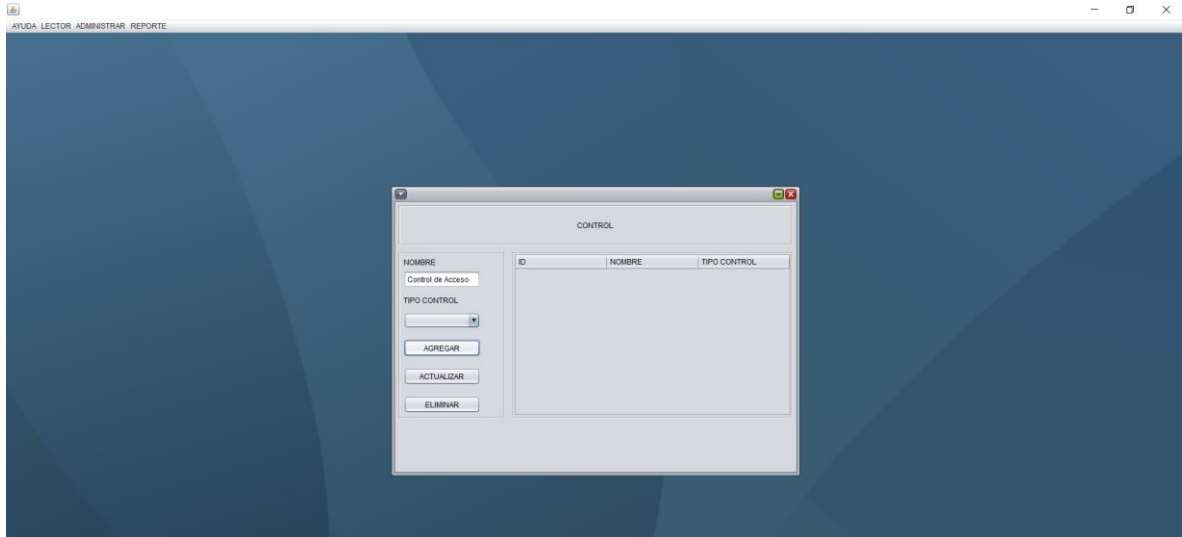 AYUDA LECTOR ADMINISTRAR REPORTE
CONTROL
NOMBRE
Control de Acceso
TIPO CONTROL
AGREGAR
ACTUALIZAR
ELIMINAR
ID NOMBRE TIPO CONTROL